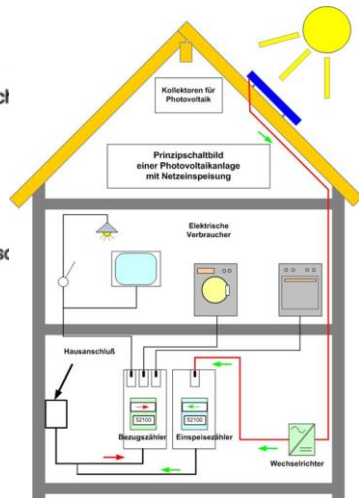 Kollektoren für
Photovoltaik
Prinzipschaltbild
einer Photovoltaikanlage
mit Netzeinspeisung
Elektrische
Verbraucher
Hausanschluß
52100
52100
Bezugszähler
Einspeisezähler
Wechselrichter